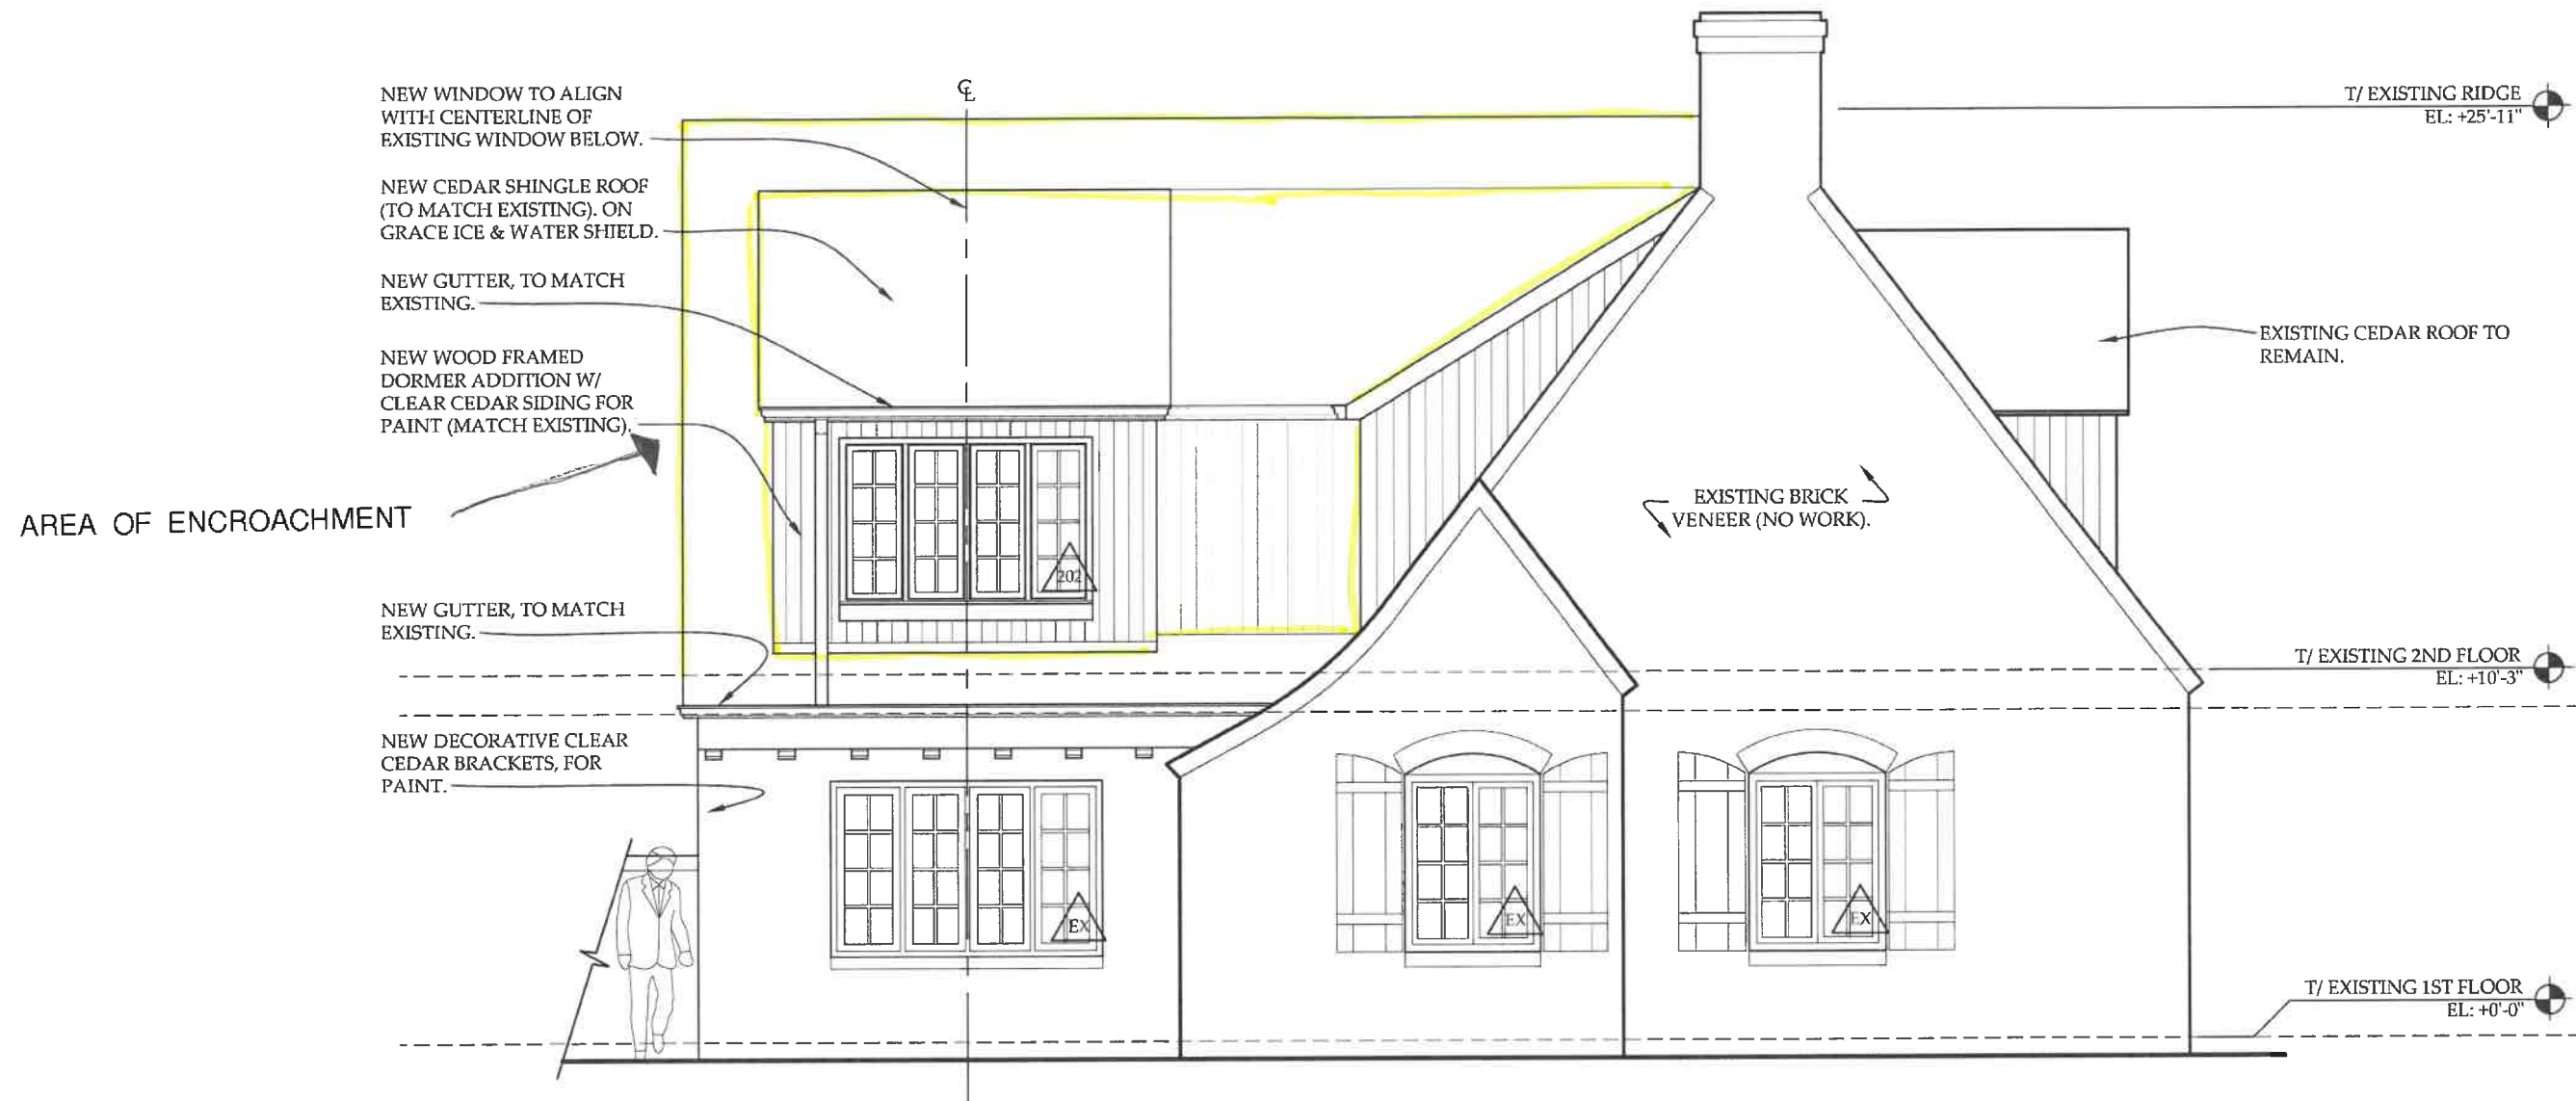 NEW WINDOW TO ALIGN
WITH CENTERLINE OF
EXISTING WINDOW BELOW.
NEW CEDAR SHINGLE ROOF
(TO MATCH EXISTING). ON
GRACE ICE & WATER SHIELD.
NEW GUTTER, TO MATCH
EXISTING.
NEW WOOD FRAMED
DORMER ADDITION W/
CLEAR CEDAR SIDING FOR
PAINT (MATCH EXISTING).
AREA OF ENCROACHMENT
NEW GUTTER, TO MATCH
EXISTING.
NEW DECORATIVE CLEAR
CEDAR BRACKETS, FOR
PAINT.
℄
202
EX
EX
EX
EXISTING BRICK
VENEER (NO WORK).
T/ EXISTING RIDGE
EL: +25'-11"
EXISTING CEDAR ROOF TO
REMAIN.
T/ EXISTING 2ND FLOOR
EL: +10'-3"
T/ EXISTING 1ST FLOOR
EL: +0'-0"